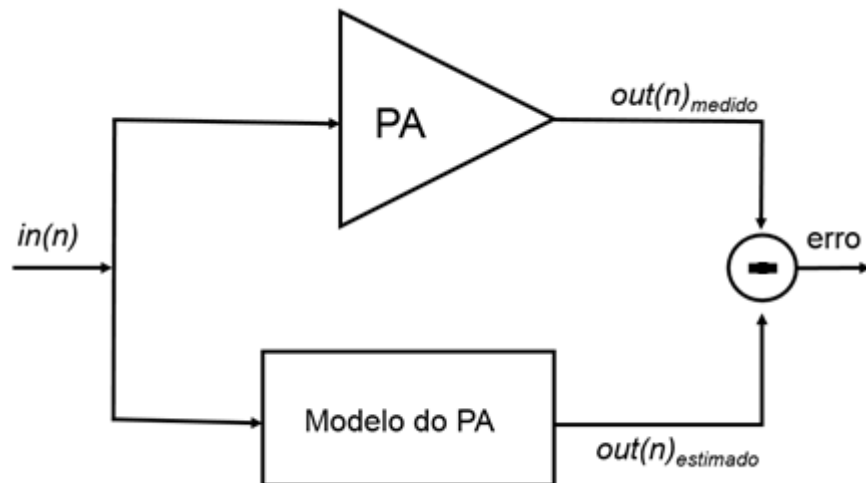 out(n)medido
PA
in(n)
erro
Modelo do PA
out(n)estimado